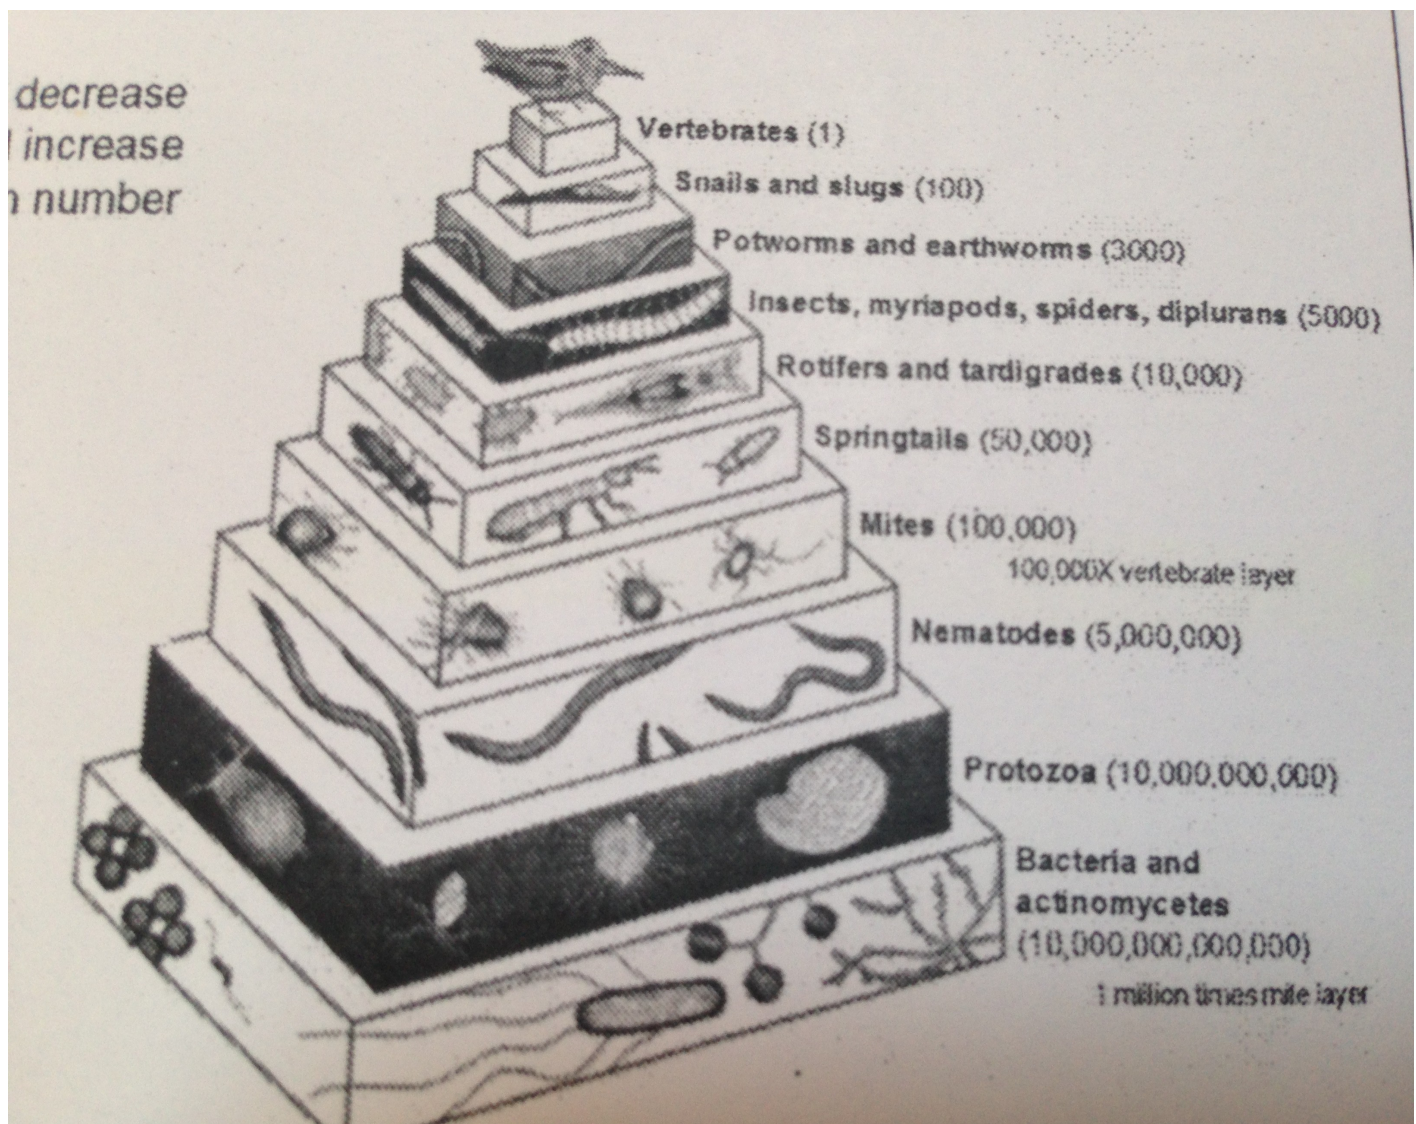 decrease
increase
number
Vertebrates (1)
Snails and slugs (100)
Potworms and earthworms (3000)
Insects, myriapods, spiders, diplurans (5000)
Rotifers and tardigrades (10,000)
Springtails (50,000)
Mites (100,000)
100,000X vertebrate layer
Nematodes (5,000,000)
Protozoa (10,000,000,000)
Bacteria and
actinomycetes
(10,000,000,000,000)
1 million times mite layer